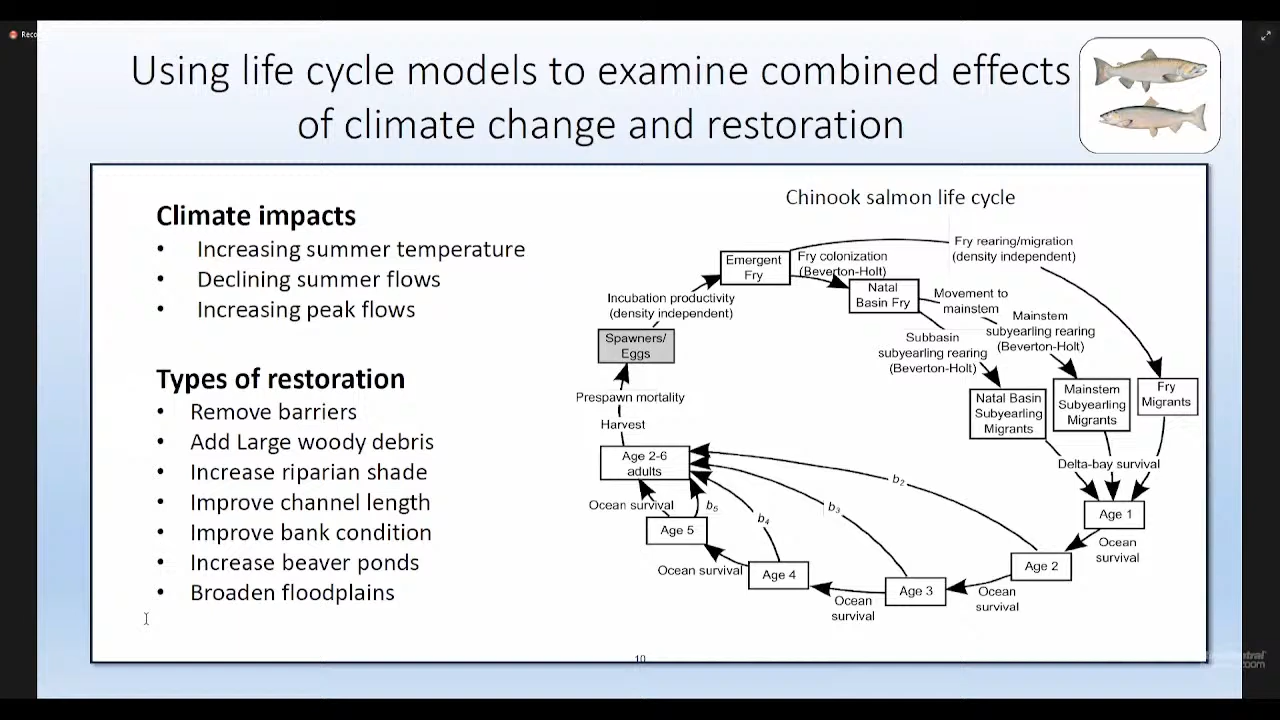 Reco
Using life cycle models to examine combined effects
of climate change and restoration
Climate impacts
• Increasing summer temperature
• Declining summer flows
• Increasing peak flows
Types of restoration
• Remove barriers
• Add Large woody debris
• Increase riparian shade
• Improve channel length
• Improve bank condition
• Increase beaver ponds
• Broaden floodplains
Chinook salmon life cycle
Emergent
Fry
Fry colonization
(Beverton-Holt)
Fry rearing/migration
(density independent)
Natal
Basin Fry
Movement to
mainstem
Mainstem
subyearling rearing
(Beverton-Holt)
Subbasin
subyearling rearing
(Beverton-Holt)
Incubation productivity
(density independent)
Spawners/
Eggs
Prespawn mortality
Harvest
Natal Basin
Subyearling
Migrants
Mainstem
Subyearling
Migrants
Fry
Migrants
Delta-bay survival
Age 1
Ocean
survival
Age 2
Ocean
survival
Age 3
Ocean
survival
Age 4
Ocean survival
Age 5
Ocean survival
Age 2-6
adults
b2
b3
b4
b5
10